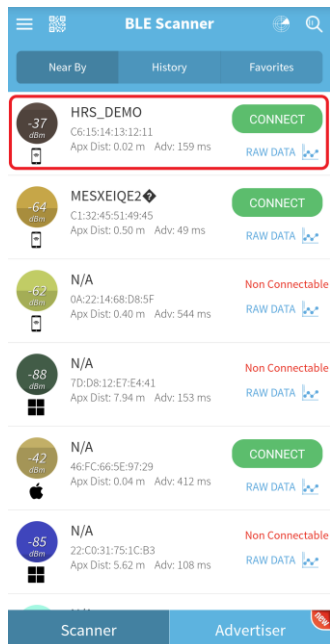 BLE Scanner
Near By History Favorites
-37 dBm
HRS_DEMO
C6:15:14:13:12:11
Apx Dist: 0.02 m Adv: 159 ms
CONNECT
RAW DATA
-64 dBm
MESXEIQE2�
C1:32:45:51:49:45
Apx Dist: 0.50 m Adv: 49 ms
CONNECT
RAW DATA
-62 dBm
N/A
0A:22:14:68:D8:5F
Apx Dist: 0.40 m Adv: 544 ms
Non Connectable
RAW DATA
-88 dBm
N/A
7D:D8:12:E7:E4:41
Apx Dist: 7.94 m Adv: 153 ms
Non Connectable
RAW DATA
-42 dBm
N/A
46:FC:66:5E:97:29
Apx Dist: 0.04 m Adv: 412 ms
CONNECT
RAW DATA
-85 dBm
N/A
22:C0:31:75:1C:B3
Apx Dist: 5.62 m Adv: 108 ms
Non Connectable
RAW DATA
Scanner Advertiser
NEW